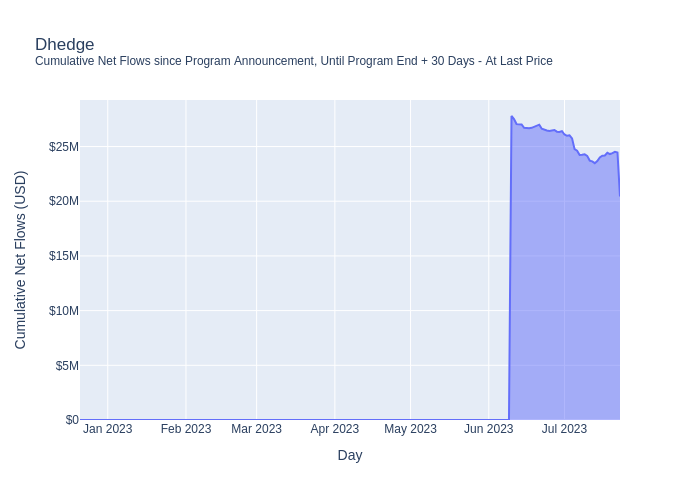 Dhedge
Cumulative Net Flows since Program Announcement, Until Program End + 30 Days - At Last Price
Cumulative Net Flows (USD)
$25M
$20M
$15M
$10M
$5M
$0
Jan 2023 Feb 2023 Mar 2023 Apr 2023 May 2023 Jun 2023 Jul 2023
Day